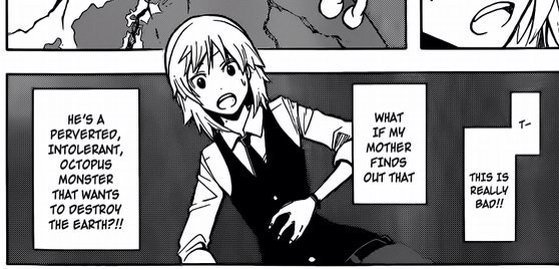 T-
THIS IS
REALLY
BAD!!
WHAT
IF MY
MOTHER
FINDS
OUT THAT
HE'S A
PERVERTED,
INTOLERANT,
OCTOPUS
MONSTER
THAT WANTS
TO DESTROY
THE EARTH?!!